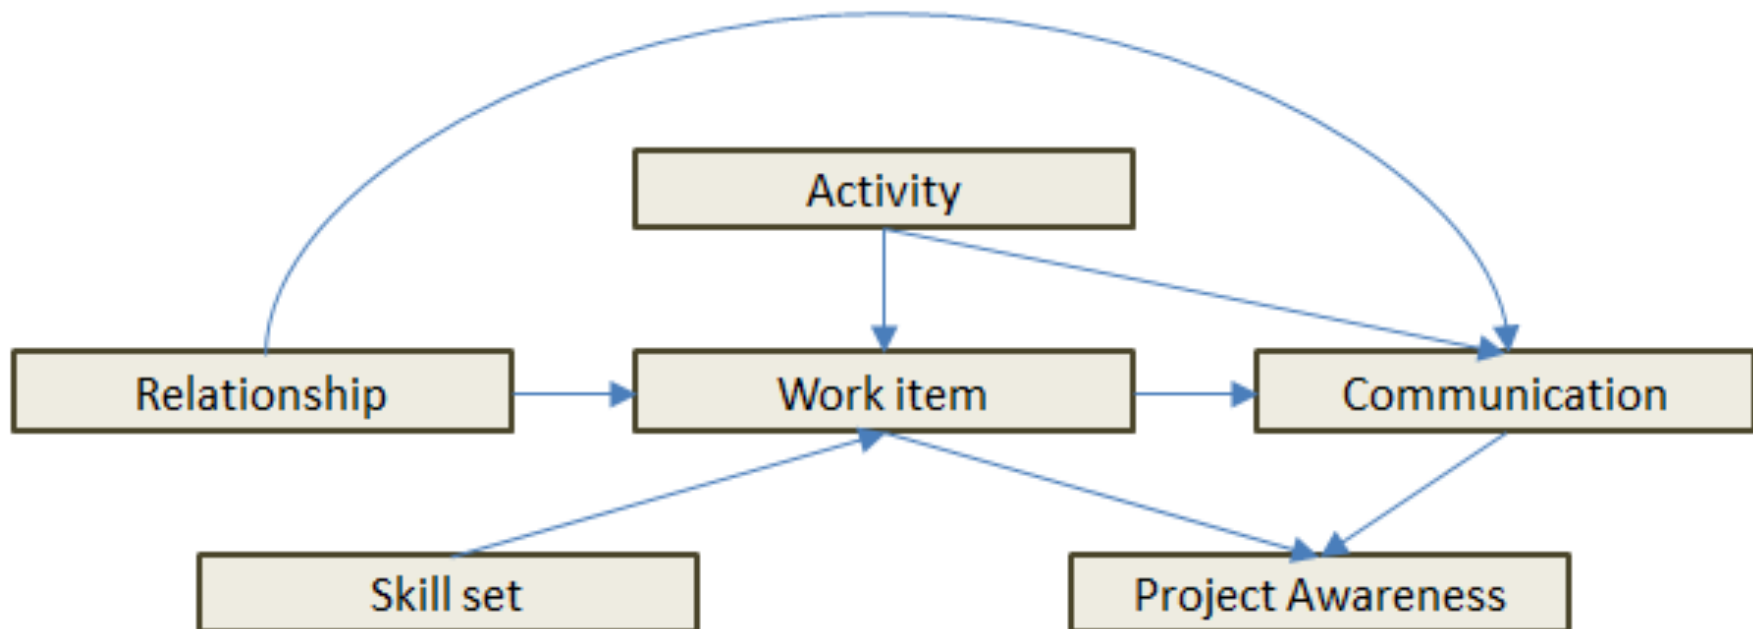 Activity
Relationship
Work item
Communication
Skill set
Project Awareness